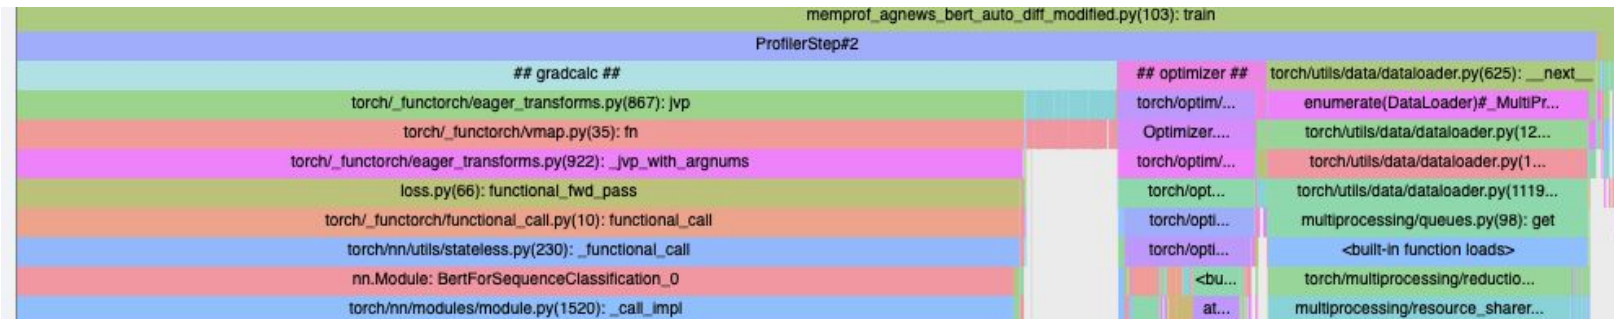 memprof_agnews_bert_auto_diff_modified.py(103): train
ProfilerStep#2
## gradcalc ## ## optimizer ## torch/utils/data/dataloader.py(625): __next__
torch/_functorch/eager_transforms.py(867): jvp torch/optim/... enumerate(DataLoader)#_MultiPr...
torch/_functorch/vmap.py(35): fn Optimizer.... torch/utils/data/dataloader.py(12...
torch/_functorch/eager_transforms.py(922): _jvp_with_argnums torch/optim/... torch/utils/data/dataloader.py(1...
loss.py(66): functional_fwd_pass torch/opt... torch/utils/data/dataloader.py(1119...
torch/_functorch/functional_call.py(10): functional_call torch/opti... multiprocessing/queues.py(98): get
torch/nn/utils/stateless.py(230): _functional_call torch/opti... <built-in function loads>
nn.Module: BertForSequenceClassification_0 <bu... torch/multiprocessing/reductio...
torch/nn/modules/module.py(1520): _call_impl at... multiprocessing/resource_sharer...